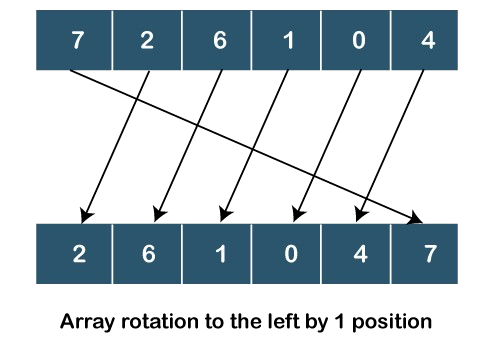 7 2 6 1 0 4
2 6 1 0 4 7
Array rotation to the left by 1 position